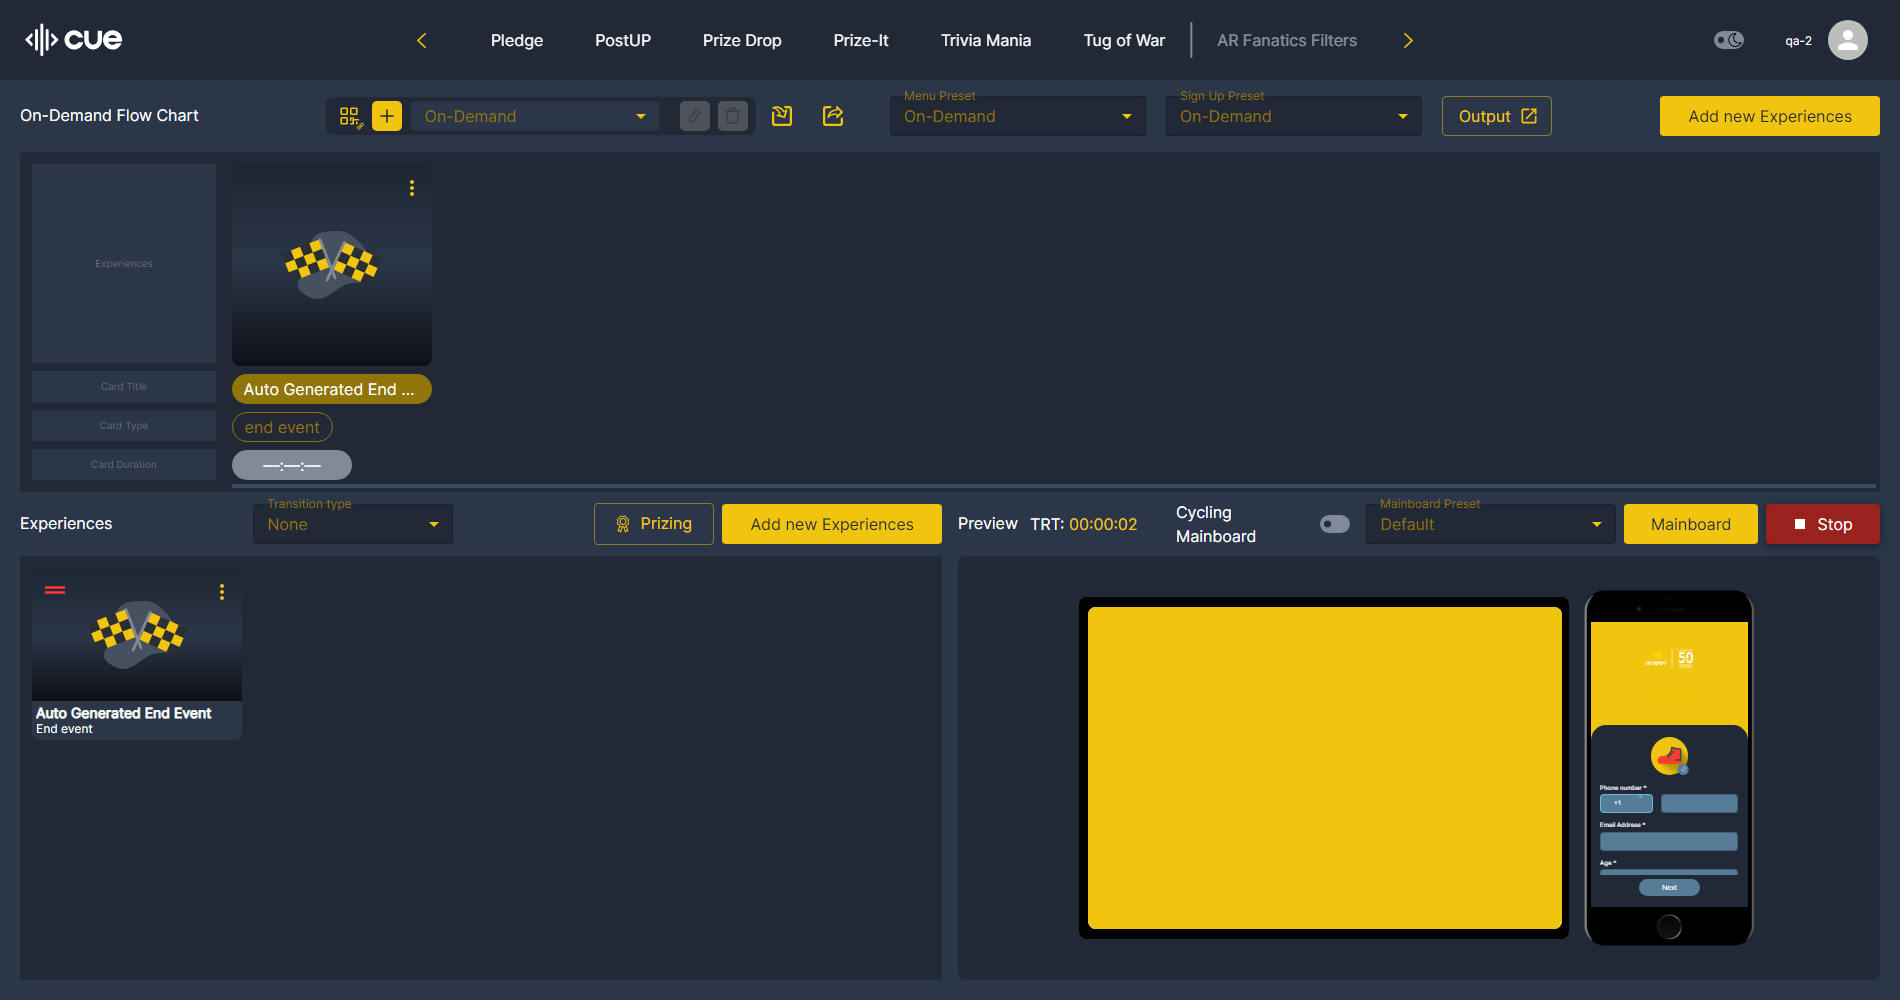 cue
Pledge
PostUP
Prize Drop
Prize-It
Trivia Mania
Tug of War
AR Fanatics Filters
qa-2
On-Demand Flow Chart
On-Demand
Menu Preset
On-Demand
Sign Up Preset
On-Demand
Output
Add new Experiences
Experiences
Card Title
Card Type
Card Duration
Auto Generated End ...
end event
—:—:—
Experiences
Transition type
None
Prizing
Add new Experiences
Preview
TRT: 00:00:02
Cycling
Mainboard
Mainboard Preset
Default
Mainboard
Stop
Auto Generated End Event
End event
50
Phone number *
+1
Email Address *
Age *
Next